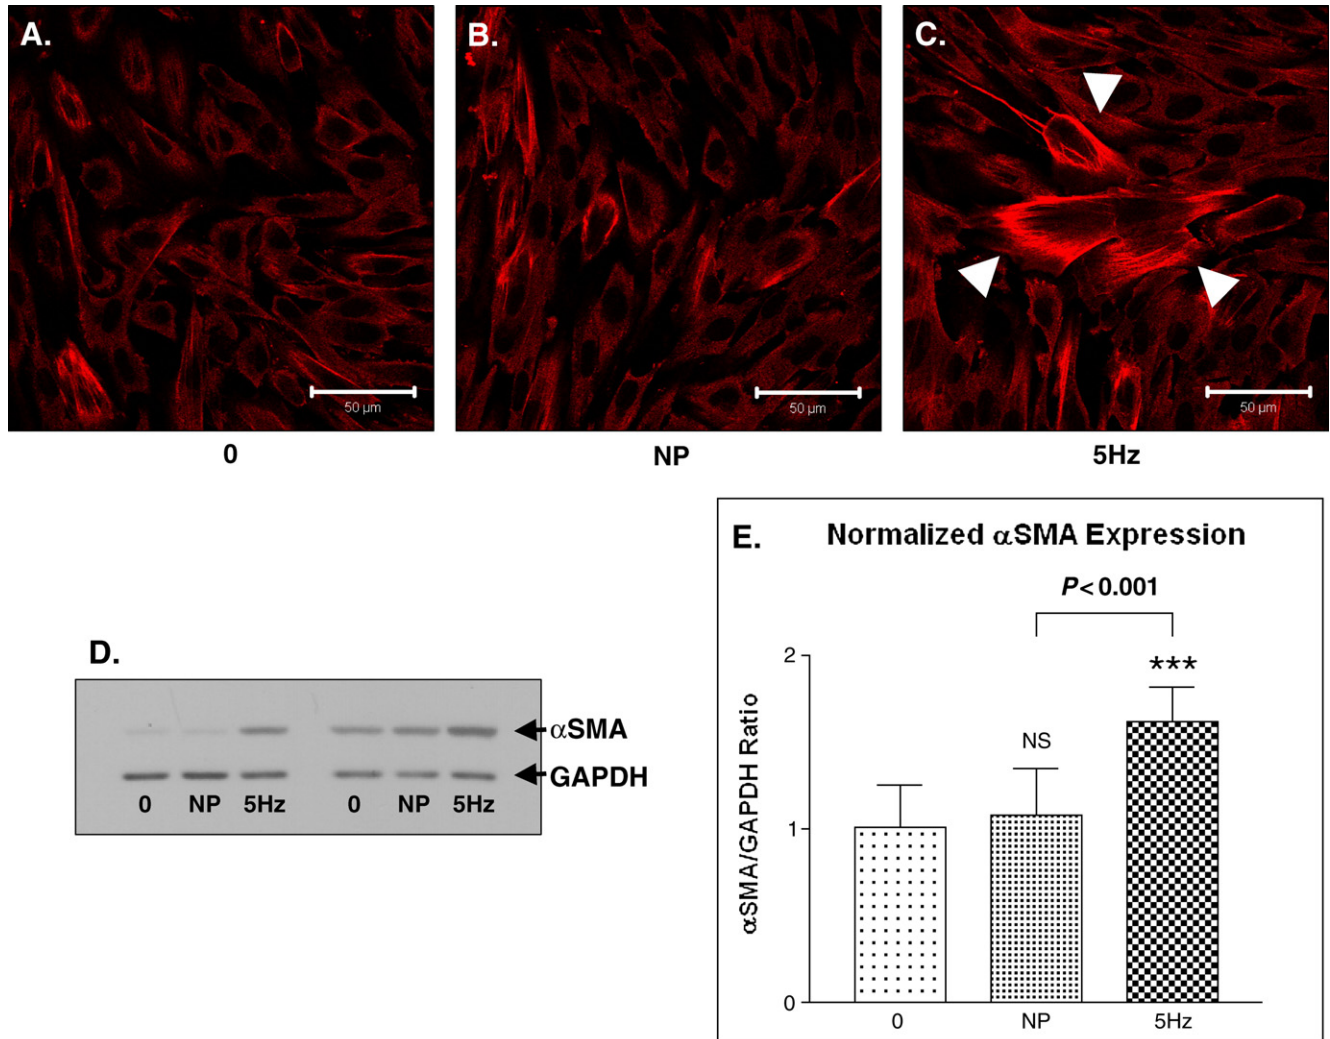 A.
B.
C.
50 µm
50 µm
50 µm
0
NP
5Hz
D.
αSMA
GAPDH
0 NP 5Hz 0 NP 5Hz
E. Normalized αSMA Expression
P< 0.001
αSMA/GAPDH Ratio
2
***
NS
1
0
0 NP 5Hz